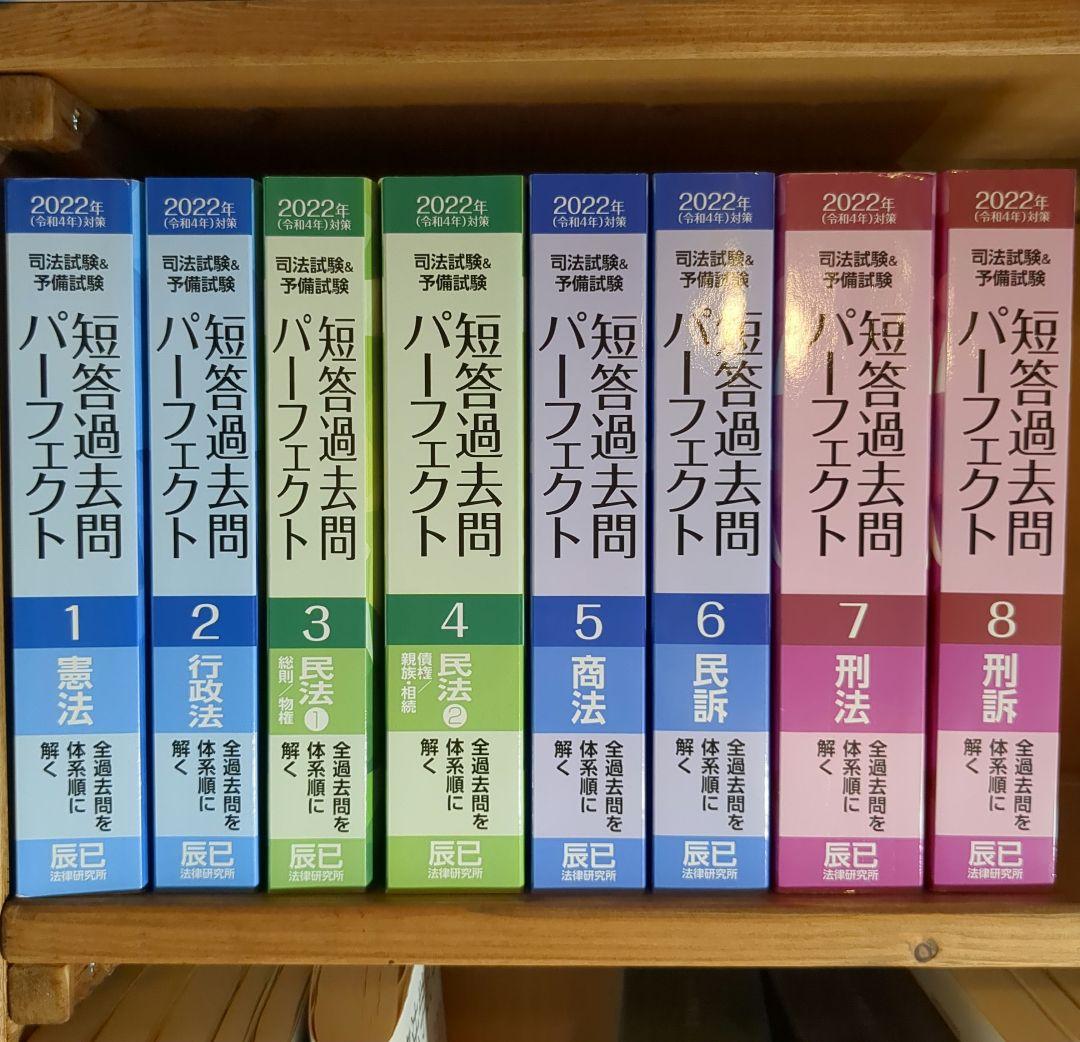 2022年
(令和4年)対策
司法試験&
予備試験
短答過去問
パーフェクト
1
憲法
全過去問を
体系順に
解く
辰已
法律研究所
2022年
(令和4年)対策
司法試験&
予備試験
短答過去問
パーフェクト
2
行政法
全過去問を
体系順に
解く
辰已
法律研究所
2022年
(令和4年)対策
司法試験&
予備試験
短答過去問
パーフェクト
3
民法❶
総則/物権
全過去問を
体系順に
解く
辰已
法律研究所
2022年
(令和4年)対策
司法試験&
予備試験
短答過去問
パーフェクト
4
民法❷
債権/
親族・相続
全過去問を
体系順に
解く
辰已
法律研究所
2022年
(令和4年)対策
司法試験&
予備試験
短答過去問
パーフェクト
5
商法
全過去問を
体系順に
解く
辰已
法律研究所
2022年
(令和4年)対策
司法試験&
予備試験
短答過去問
パーフェクト
6
民訴
全過去問を
体系順に
解く
辰已
法律研究所
2022年
(令和4年)対策
司法試験&
予備試験
短答過去問
パーフェクト
7
刑法
全過去問を
体系順に
解く
辰已
法律研究所
2022年
(令和4年)対策
司法試験&
予備試験
短答過去問
パーフェクト
8
刑訴
全過去問を
体系順に
解く
辰已
法律研究所